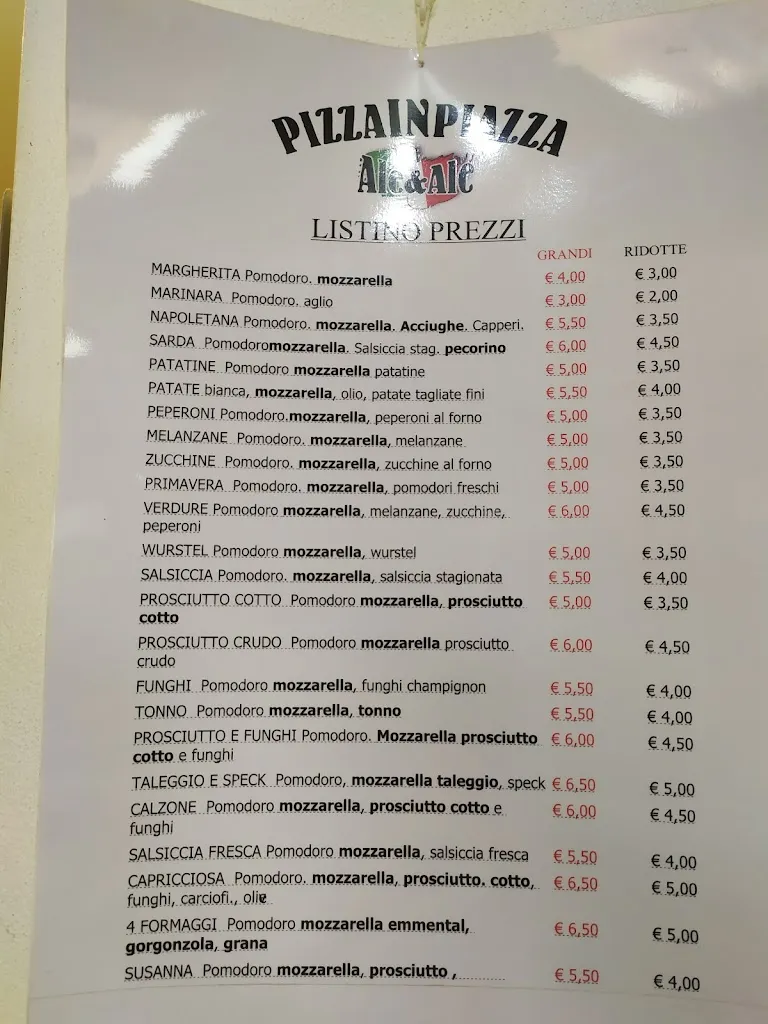 PIZZAINPIAZZA
Ale&Ale
LISTINO PREZZI
GRANDI RIDOTTE
MARGHERITA Pomodoro. mozzarella € 4,00 € 3,00
MARINARA Pomodoro. aglio € 3,00 € 2,00
NAPOLETANA Pomodoro. mozzarella. Acciughe. Capperi. € 5,50 € 3,50
SARDA Pomodoromozzarella. Salsiccia stag. pecorino € 6,00 € 4,50
PATATINE Pomodoro mozzarella patatine € 5,00 € 3,50
PATATE bianca, mozzarella, olio, patate tagliate fini € 5,50 € 4,00
PEPERONI Pomodoro.mozzarella, peperoni al forno € 5,00 € 3,50
MELANZANE Pomodoro. mozzarella, melanzane € 5,00 € 3,50
ZUCCHINE Pomodoro. mozzarella, zucchine al forno € 5,00 € 3,50
PRIMAVERA Pomodoro. mozzarella, pomodori freschi € 5,00 € 3,50
VERDURE Pomodoro mozzarella, melanzane, zucchine, € 6,00 € 4,50
peperoni
WURSTEL Pomodoro mozzarella, wurstel € 5,00 € 3,50
SALSICCIA Pomodoro. mozzarella, salsiccia stagionata € 5,50 € 4,00
PROSCIUTTO COTTO Pomodoro mozzarella, prosciutto € 5,00 € 3,50
cotto
PROSCIUTTO CRUDO Pomodoro mozzarella prosciutto € 6,00 € 4,50
crudo
FUNGHI Pomodoro mozzarella, funghi champignon € 5,50 € 4,00
TONNO Pomodoro mozzarella, tonno € 5,50 € 4,00
PROSCIUTTO E FUNGHI Pomodoro. Mozzarella prosciutto € 6,00 € 4,50
cotto e funghi
TALEGGIO E SPECK Pomodoro, mozzarella taleggio, speck € 6,50 € 5,00
CALZONE Pomodoro mozzarella, prosciutto cotto e € 6,00 € 4,50
funghi
SALSICCIA FRESCA Pomodoro mozzarella, salsiccia fresca € 5,50 € 4,00
CAPRICCIOSA Pomodoro. mozzarella, prosciutto. cotto, € 6,50 € 5,00
funghi, carciofi., olive
4 FORMAGGI Pomodoro mozzarella emmental, € 6,50 € 5,00
gorgonzola, grana
SUSANNA Pomodoro mozzarella, prosciutto , € 5,50 € 4,00